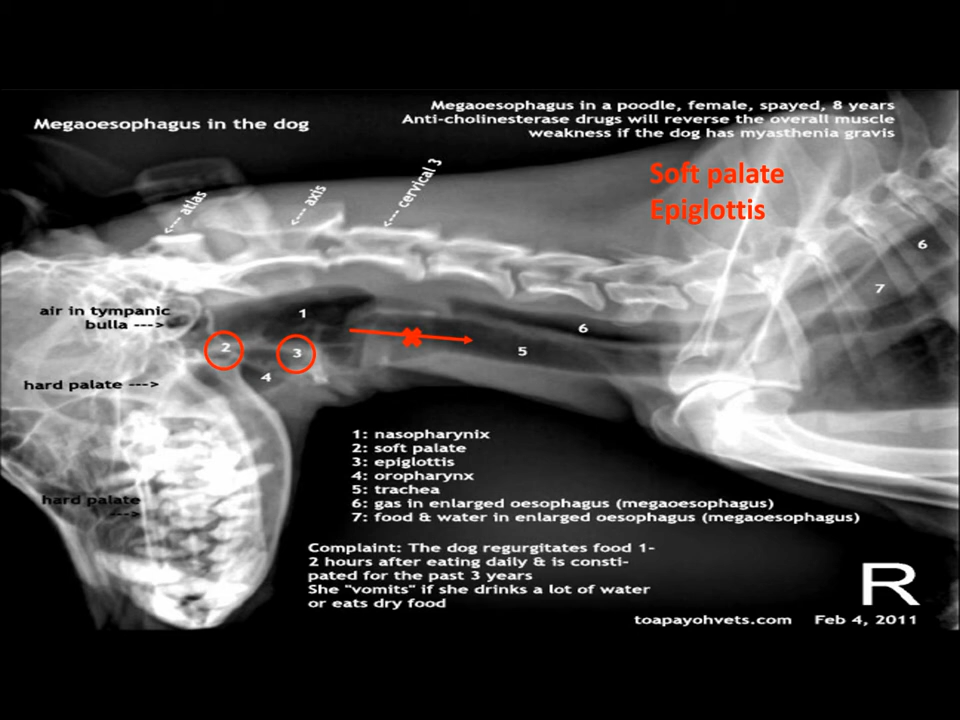 Megaoesophagus in a poodle, female, spayed, 8 years
Megaoesophagus in the dog
Anti-cholinesterase drugs will reverse the overall muscle
weakness if the dog has myasthenia gravis
Soft palate
Epiglottis
<--- atlas
<--- axis
<--- cervical 3
6
7
air in tympanic
bulla --->
1
6
2
3
5
4
hard palate --->
1: nasopharynix
2: soft palate
3: epiglottis
4: oropharynx
5: trachea
6: gas in enlarged oesophagus (megaoesophagus)
7: food & water in enlarged oesophagus (megaoesophagus)
hard palate
--->
Complaint: The dog regurgitates food 1-
2 hours after eating daily & is consti-
pated for the past 3 years
She "vomits" if she drinks a lot of water
or eats dry food
R
toapayohvets.com Feb 4, 2011